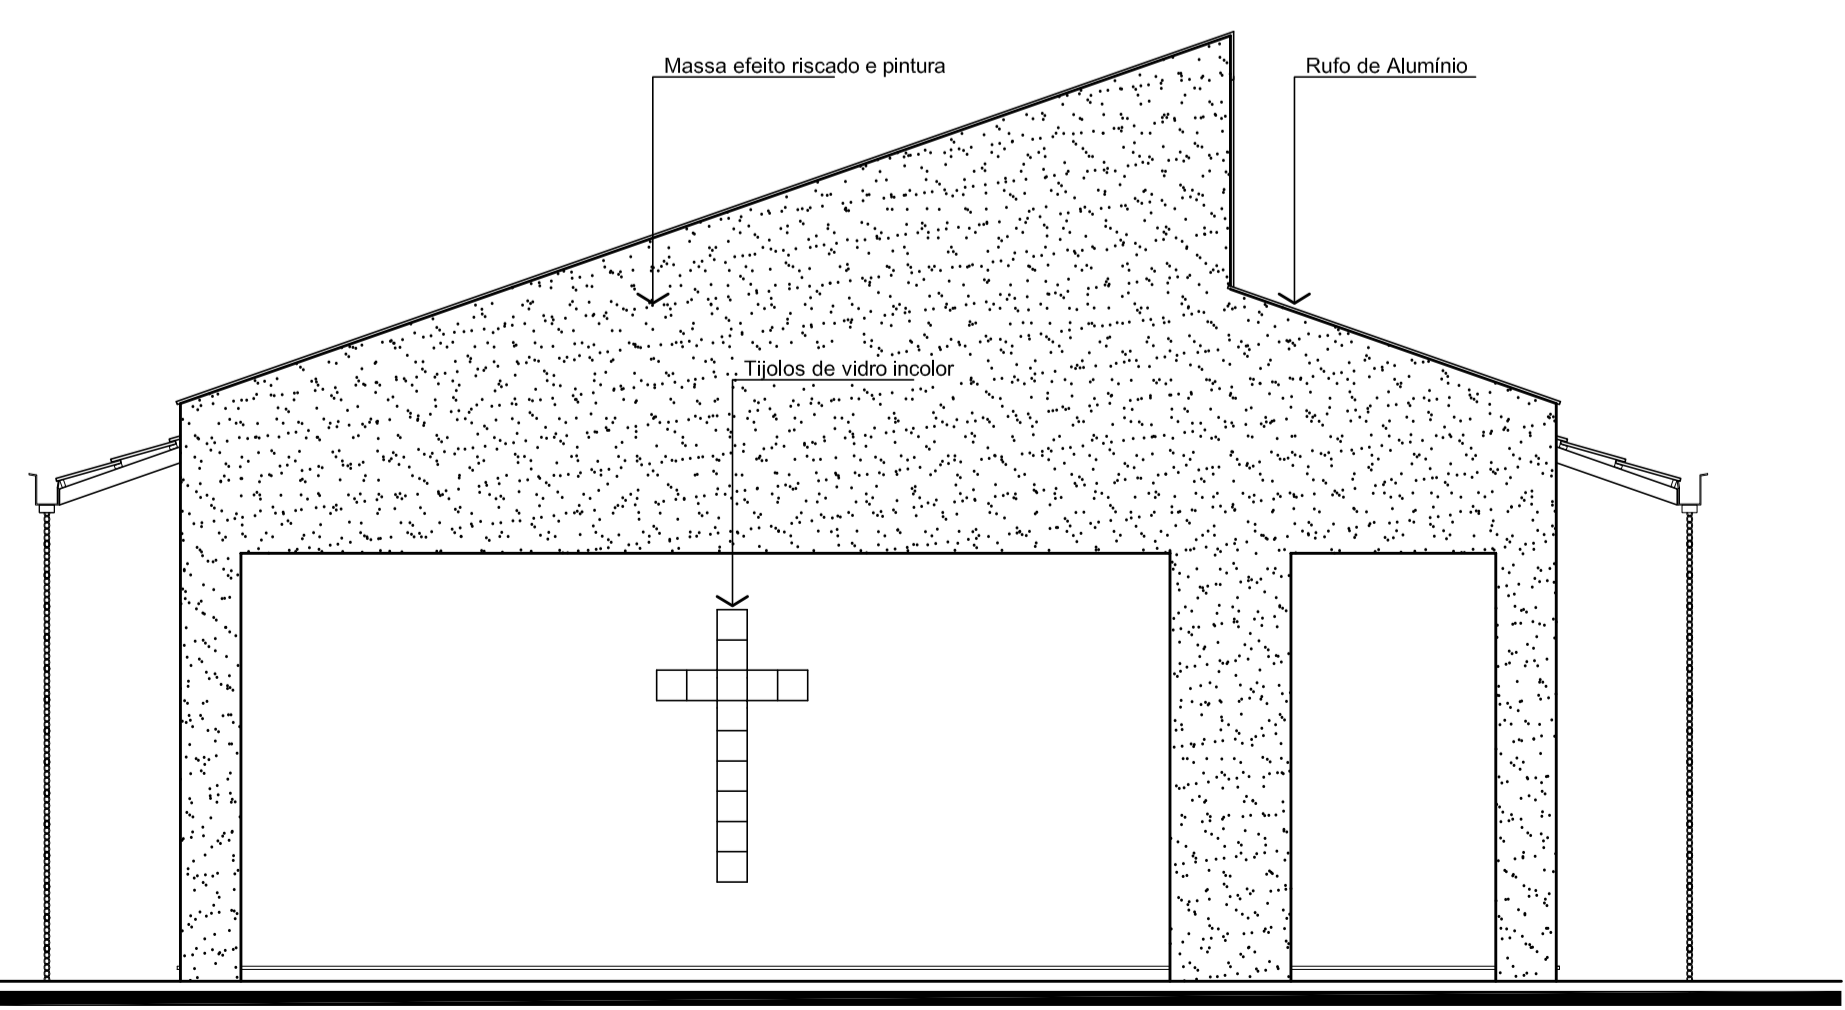 Massa efeito riscado e pintura
Rufo de Alumínio
Tijolos de vidro incolor